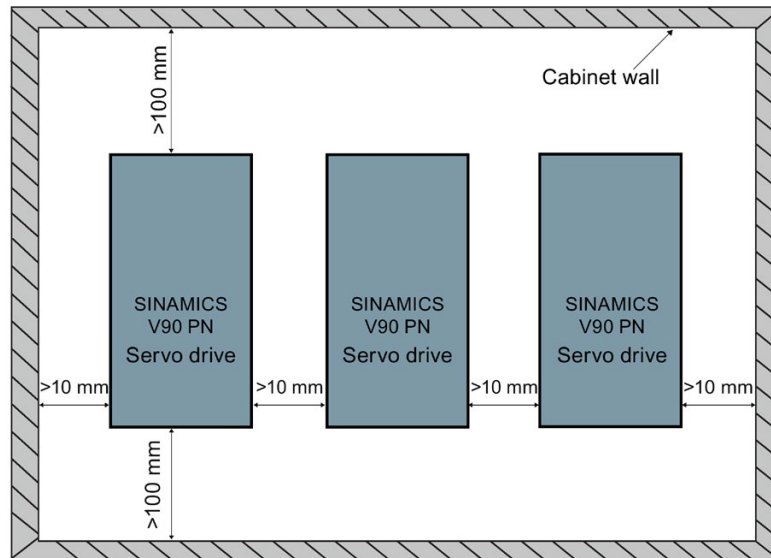 >100 mm
Cabinet wall
SINAMICS
V90 PN
Servo drive
SINAMICS
V90 PN
Servo drive
SINAMICS
V90 PN
Servo drive
>10 mm
>10 mm
>10 mm
>10 mm
>100 mm